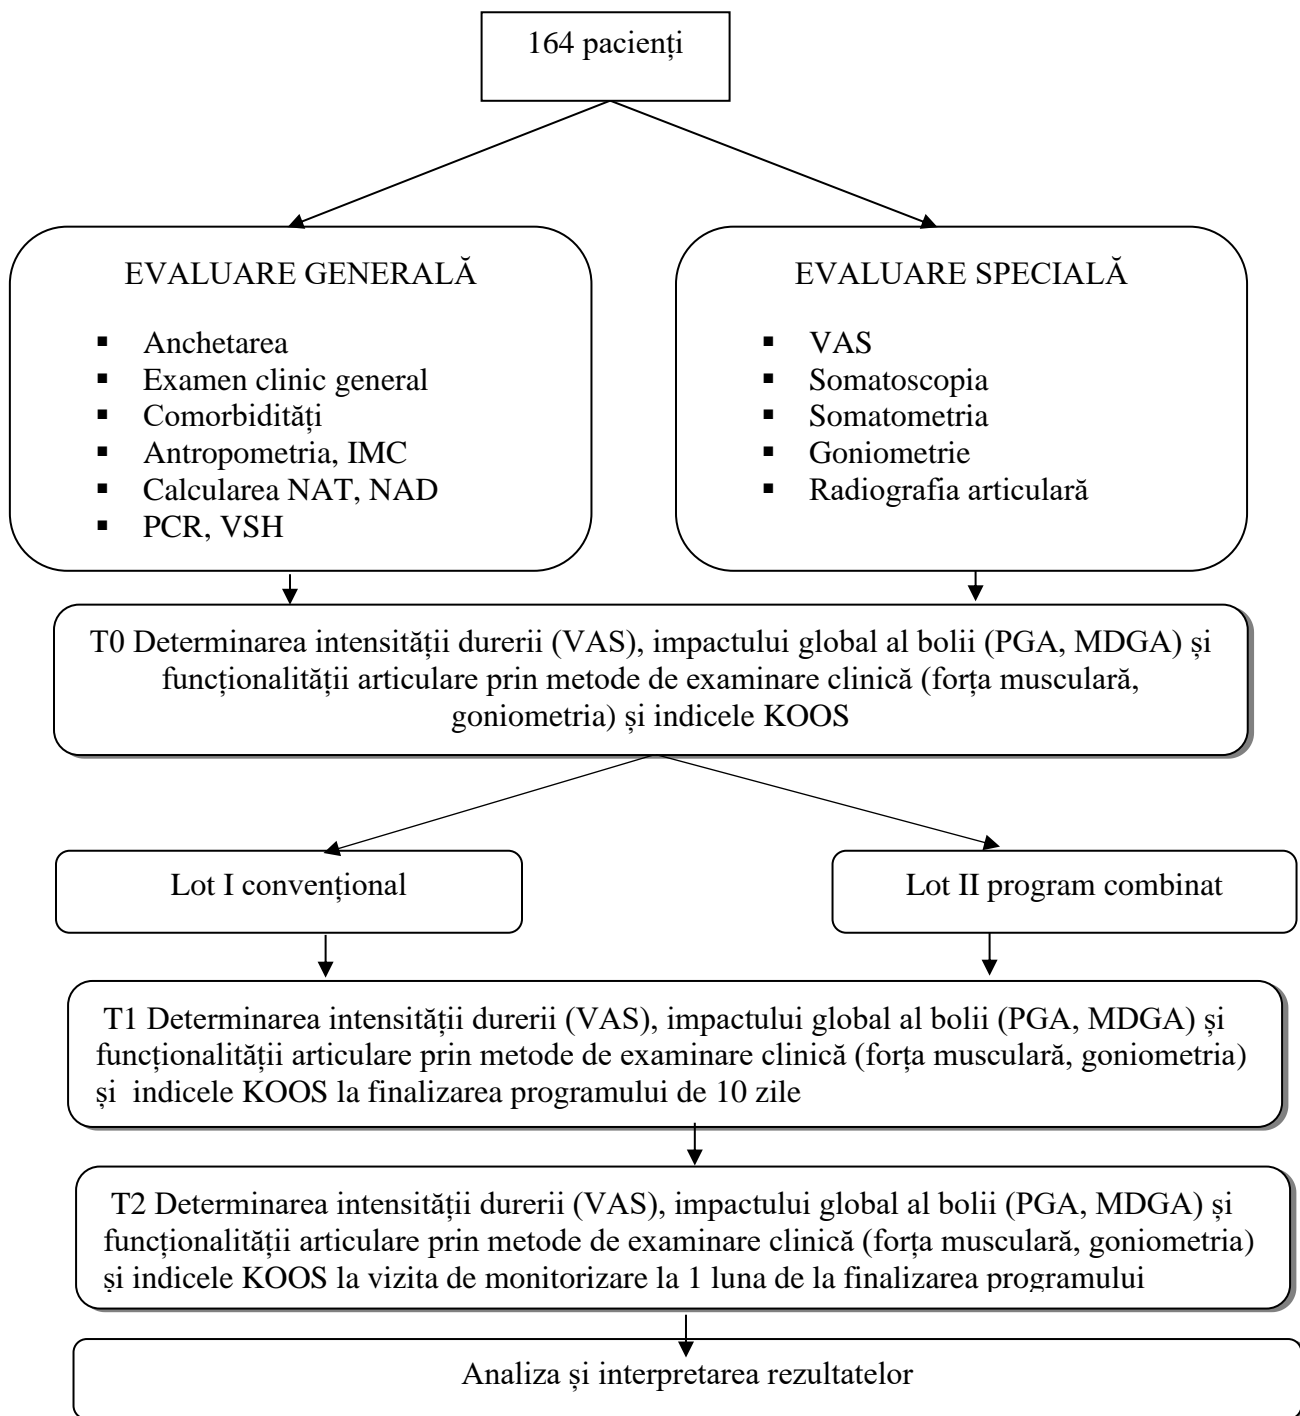 164 pacienți
EVALUARE GENERALĂ
▪ Anchetarea
▪ Examen clinic general
▪ Comorbidități
▪ Antropometria, IMC
▪ Calcularea NAT, NAD
▪ PCR, VSH
EVALUARE SPECIALĂ
▪ VAS
▪ Somatoscopia
▪ Somatometria
▪ Goniometrie
▪ Radiografia articulară
T0 Determinarea intensității durerii (VAS), impactului global al bolii (PGA, MDGA) și
funcționalității articulare prin metode de examinare clinică (forța musculară,
goniometria) și indicele KOOS
Lot I convențional
Lot II program combinat
T1 Determinarea intensității durerii (VAS), impactului global al bolii (PGA, MDGA) și
funcționalității articulare prin metode de examinare clinică (forța musculară, goniometria)
și indicele KOOS la finalizarea programului de 10 zile
T2 Determinarea intensității durerii (VAS), impactului global al bolii (PGA, MDGA) și
funcționalității articulare prin metode de examinare clinică (forța musculară, goniometria)
și indicele KOOS la vizita de monitorizare la 1 luna de la finalizarea programului
Analiza și interpretarea rezultatelor